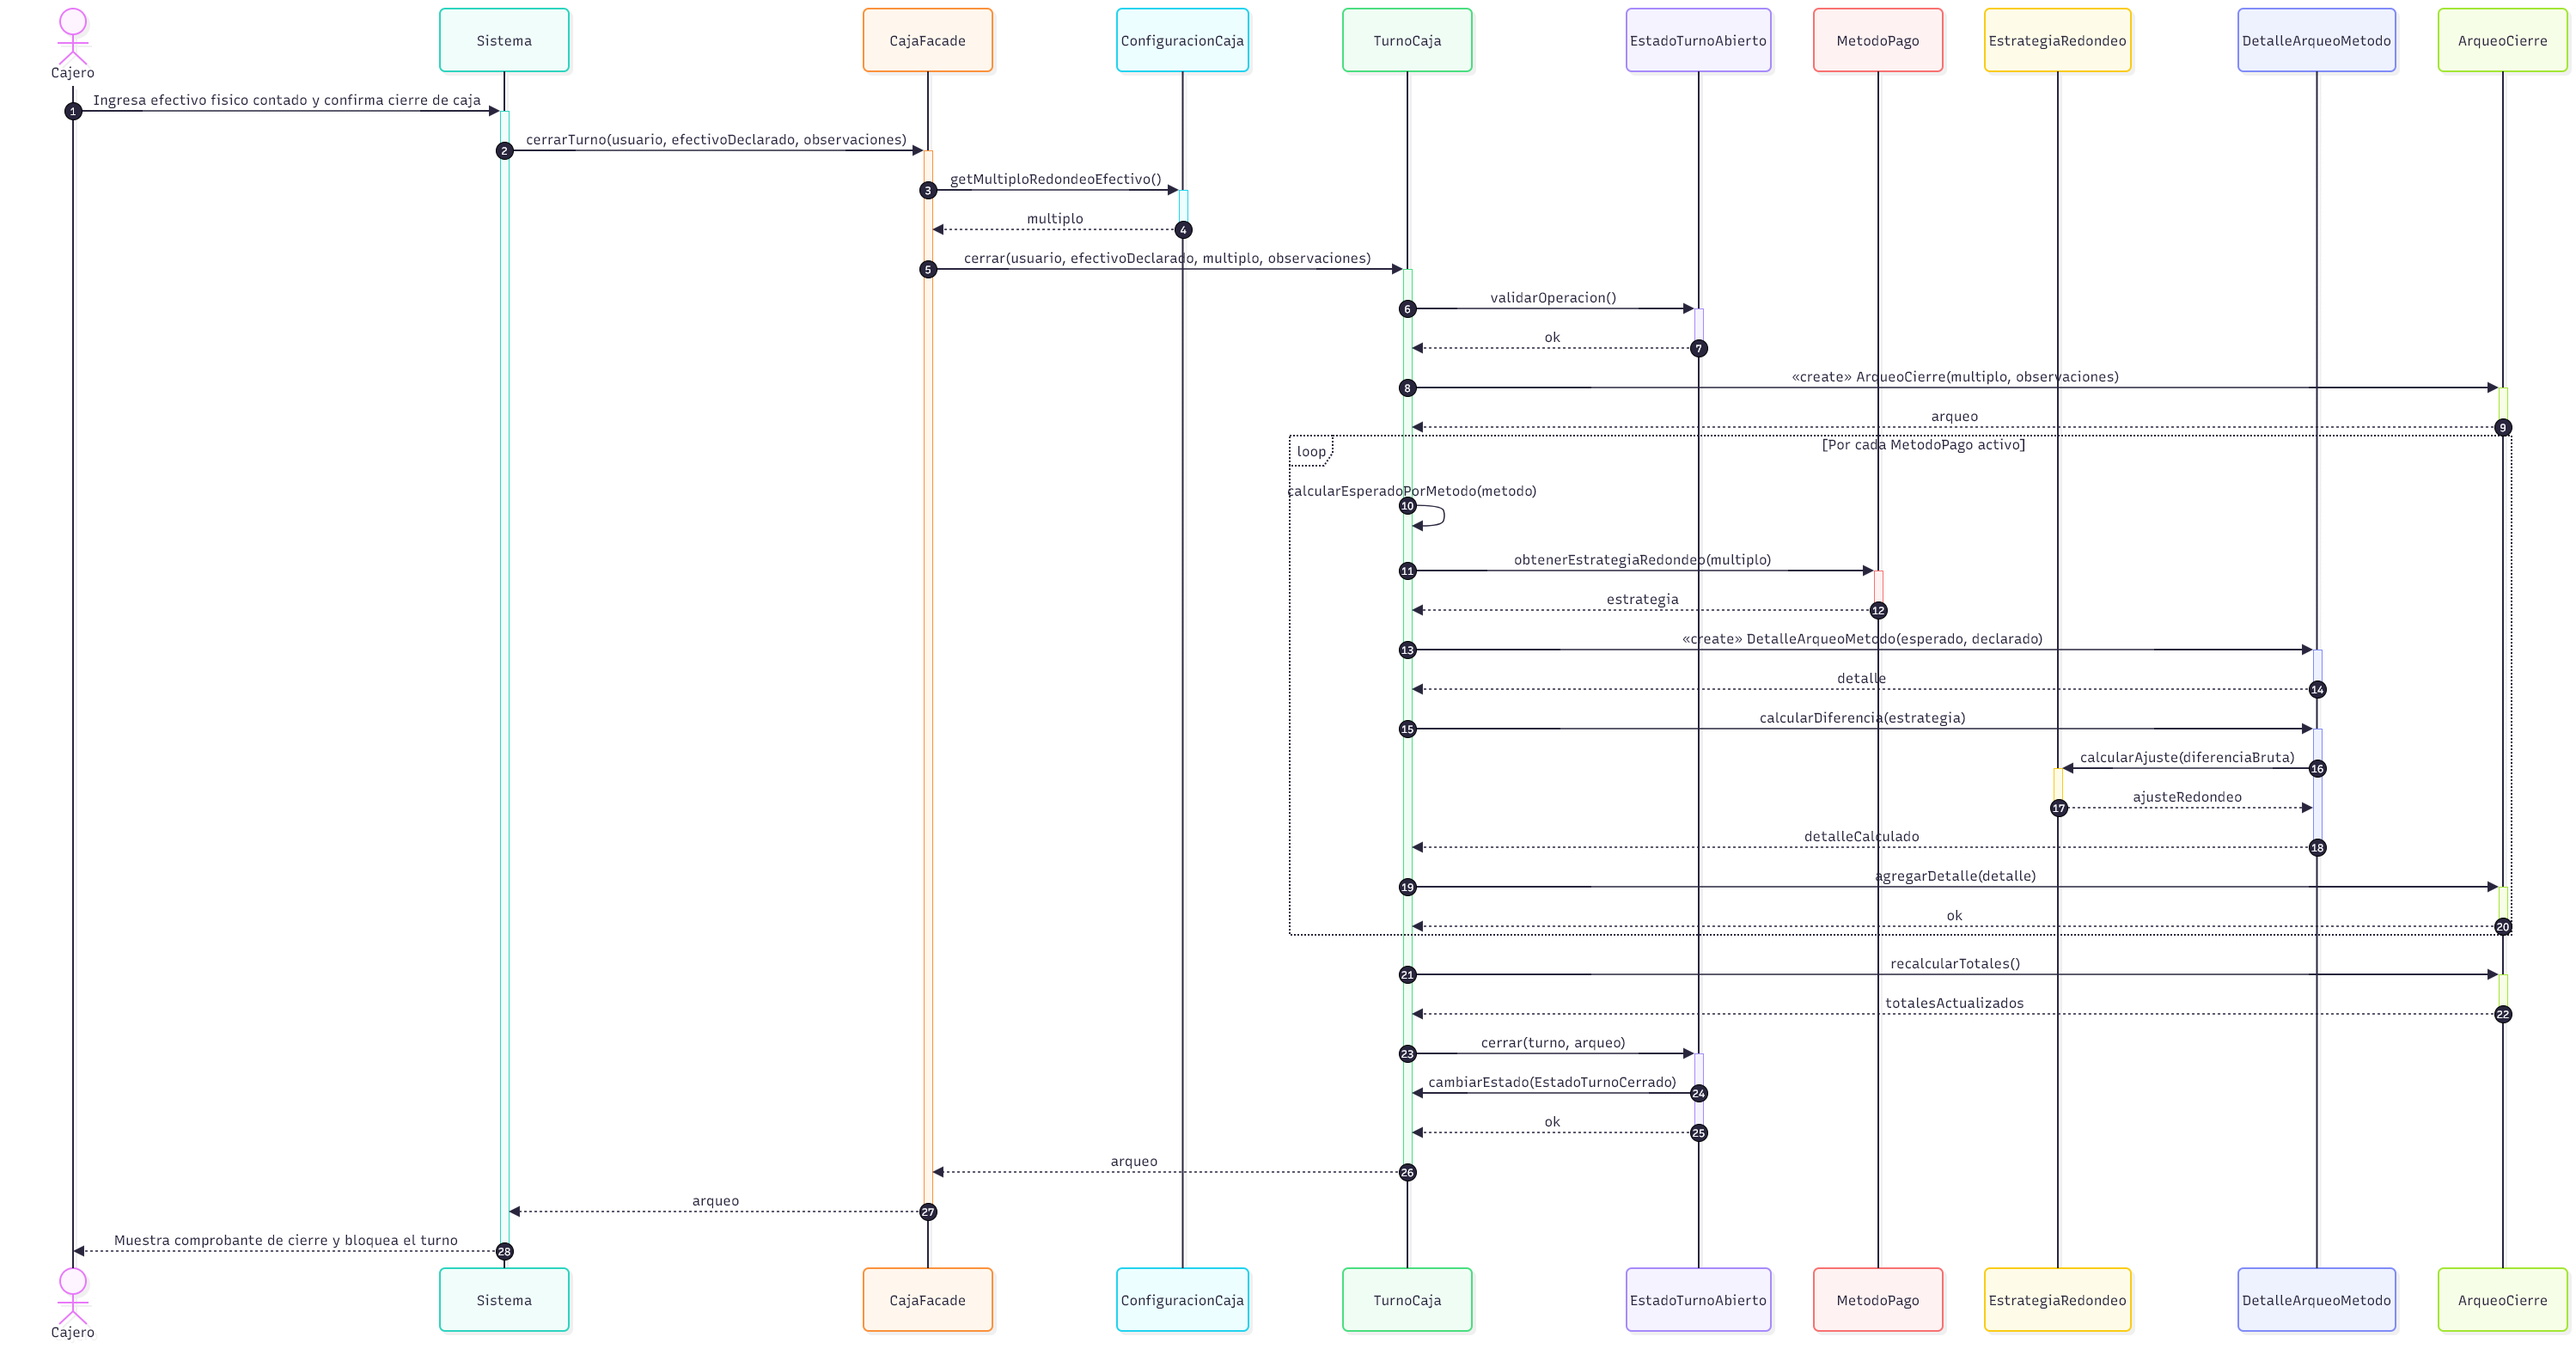 Cajero
Sistema
CajaFacade
ConfiguracionCaja
TurnoCaja
EstadoTurnoAbierto
MetodoPago
EstrategiaRedondeo
DetalleArqueoMetodo
ArqueoCierre
1 Ingresa efectivo fisico contado y confirma cierre de caja
2 cerrarTurno(usuario, efectivoDeclarado, observaciones)
3 getMultiploRedondeoEfectivo()
4 multiplo
5 cerrar(usuario, efectivoDeclarado, multiplo, observaciones)
6 validarOperacion()
7 ok
8 «create» ArqueoCierre(multiplo, observaciones)
9 arqueo
loop [Por cada MetodoPago activo]
10 calcularEsperadoPorMetodo(metodo)
11 obtenerEstrategiaRedondeo(multiplo)
12 estrategia
13 «create» DetalleArqueoMetodo(esperado, declarado)
14 detalle
15 calcularDiferencia(estrategia)
16 calcularAjuste(diferenciaBruta)
17 ajusteRedondeo
18 detalleCalculado
19 agregarDetalle(detalle)
20 ok
21 recalcularTotales()
22 totalesActualizados
23 cerrar(turno, arqueo)
24 cambiarEstado(EstadoTurnoCerrado)
25 ok
26 arqueo
27 arqueo
28 Muestra comprobante de cierre y bloquea el turno
Cajero
Sistema
CajaFacade
ConfiguracionCaja
TurnoCaja
EstadoTurnoAbierto
MetodoPago
EstrategiaRedondeo
DetalleArqueoMetodo
ArqueoCierre